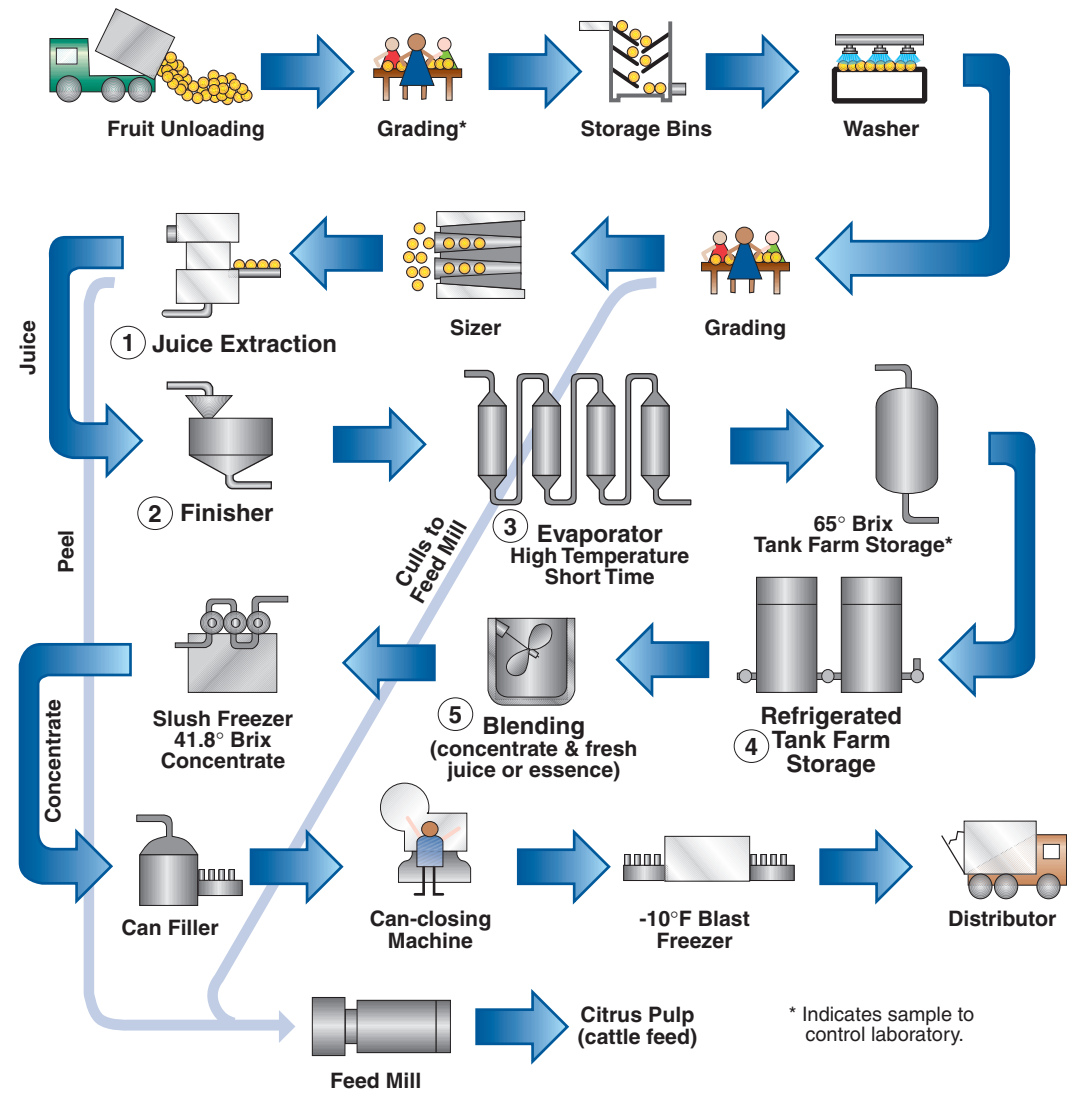 Fruit Unloading
Grading*
Storage Bins
Washer
Juice
1 Juice Extraction
Sizer
Grading
Peel
2 Finisher
Culls to
Feed Mill
3 Evaporator
High Temperature
Short Time
65° Brix
Tank Farm Storage*
Concentrate
Slush Freezer
41.8° Brix
Concentrate
5 Blending
(concentrate & fresh
juice or essence)
Refrigerated
4 Tank Farm
Storage
Can Filler
Can-closing
Machine
-10°F Blast
Freezer
Distributor
Feed Mill
Citrus Pulp
(cattle feed)
* Indicates sample to
control laboratory.